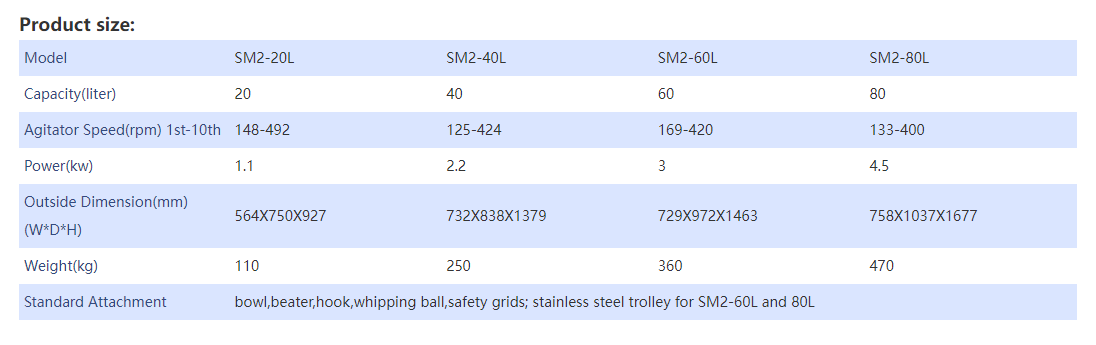 Product size:
Model SM2-20L SM2-40L SM2-60L SM2-80L
Capacity(liter) 20 40 60 80
Agitator Speed(rpm) 1st-10th 148-492 125-424 169-420 133-400
Power(kw) 1.1 2.2 3 4.5
Outside Dimension(mm)
(W*D*H) 564X750X927 732X838X1379 729X972X1463 758X1037X1677
Weight(kg) 110 250 360 470
Standard Attachment bowl,beater,hook,whipping ball,safety grids; stainless steel trolley for SM2-60L and 80L